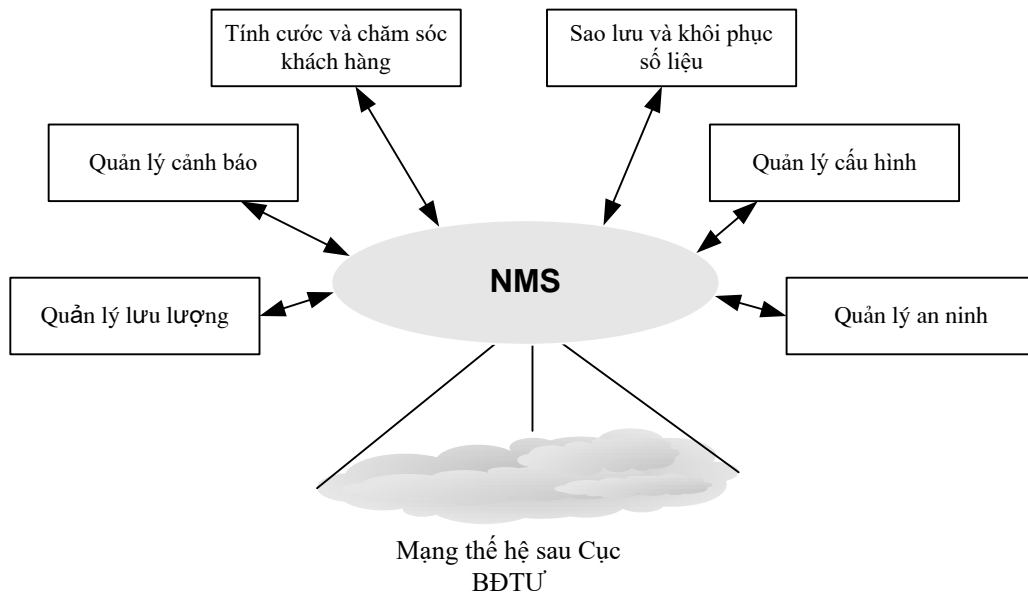 Tính cước và chăm sóc
khách hàng
Sao lưu và khôi phục
số liệu
Quản lý cảnh báo
Quản lý cấu hình
NMS
Quản lý lưu lượng
Quản lý an ninh
Mạng thế hệ sau Cục
BĐTƯ